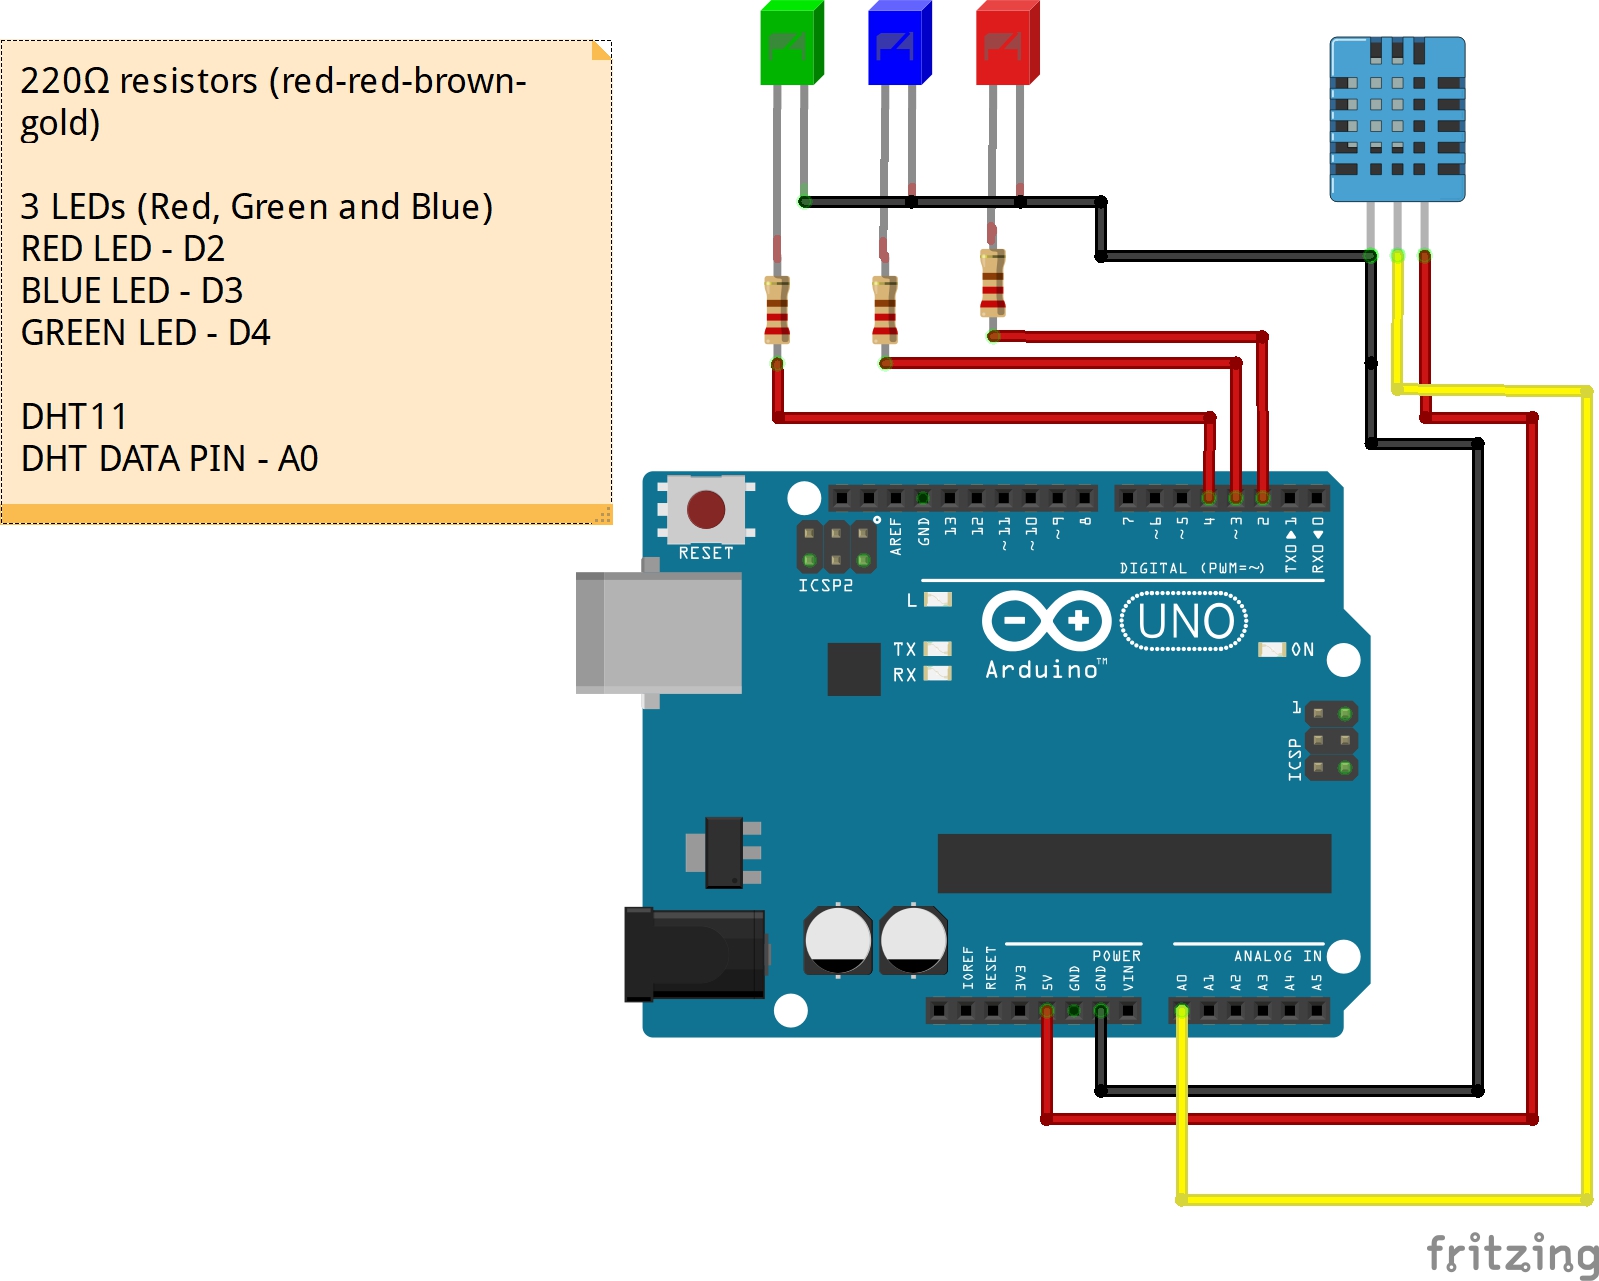 220Ω resistors (red-red-brown-
gold)
3 LEDs (Red, Green and Blue)
RED LED - D2
BLUE LED - D3
GREEN LED - D4
DHT11
DHT DATA PIN - A0
RESET
ICSP2
AREF
GND
13
12
~11
~10
~9
8
7
~6
~5
4
~3
2
TX0▶1
RX0◀0
DIGITAL (PWM=~)
L
TX
RX
Arduino™
UNO
ON
1
ICSP
IOREF
RESET
3V3
5V
GND
GND
VIN
POWER
A0
A1
A2
A3
A4
A5
ANALOG IN
fritzing